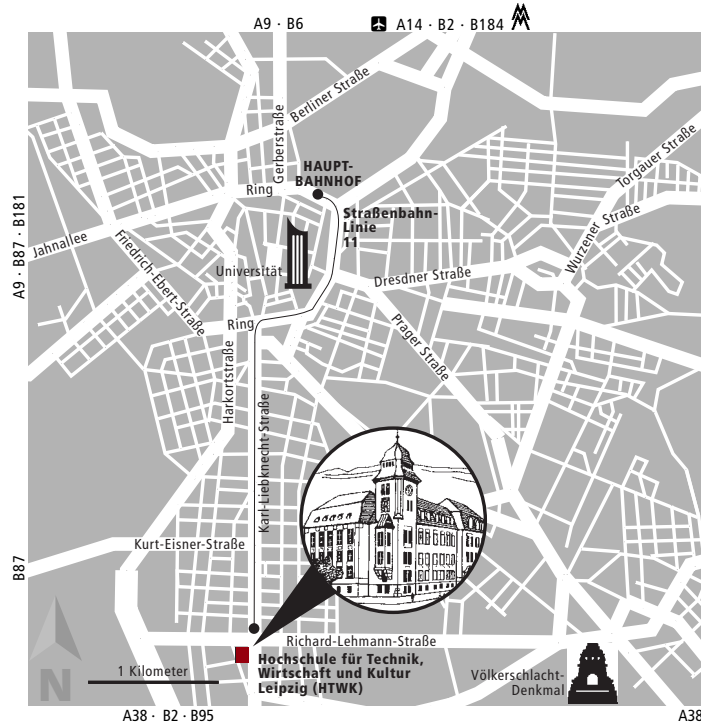 A9 · B6
A14 · B2 · B184
Berliner Straße
Gerberstraße
HAUPT-
BAHNHOF
Ring
Torgauer Straße
Wurzener Straße
A9 · B87 · B181
Jahnallee
Friedrich-Ebert-Straße
Straßenbahn-
Linie
11
Universität
Dresdner Straße
Ring
Prager Straße
Harkortstraße
Karl-Liebknecht-Straße
Kurt-Eisner-Straße
B87
Richard-Lehmann-Straße
N
1 Kilometer
Hochschule für Technik,
Wirtschaft und Kultur
Leipzig (HTWK)
Völkerschlacht-
Denkmal
A38 · B2 · B95
A38